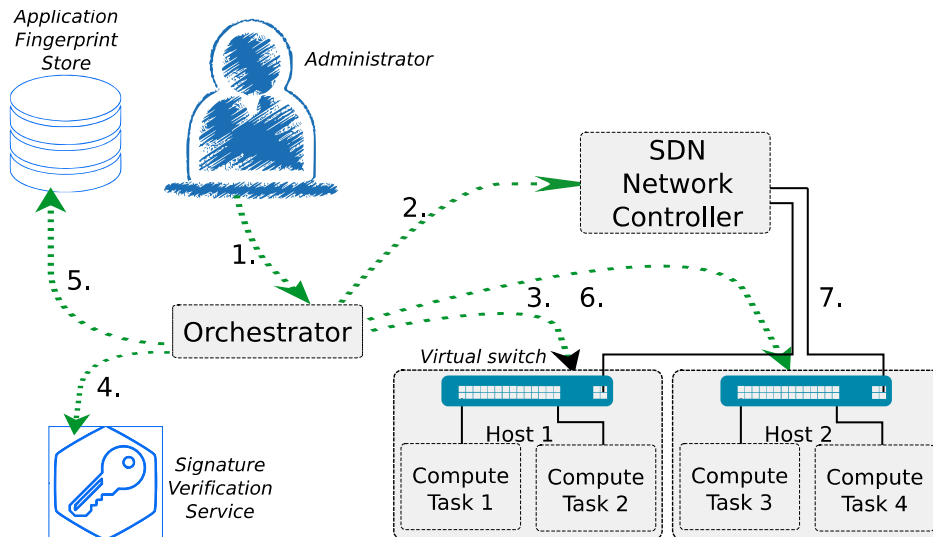 Application
Fingerprint
Store
Administrator
SDN
Network
Controller
1.
2.
3.
6.
7.
5.
4.
Orchestrator
Virtual switch
Host 1
Host 2
Compute
Task 1
Compute
Task 2
Compute
Task 3
Compute
Task 4
Signature
Verification
Service